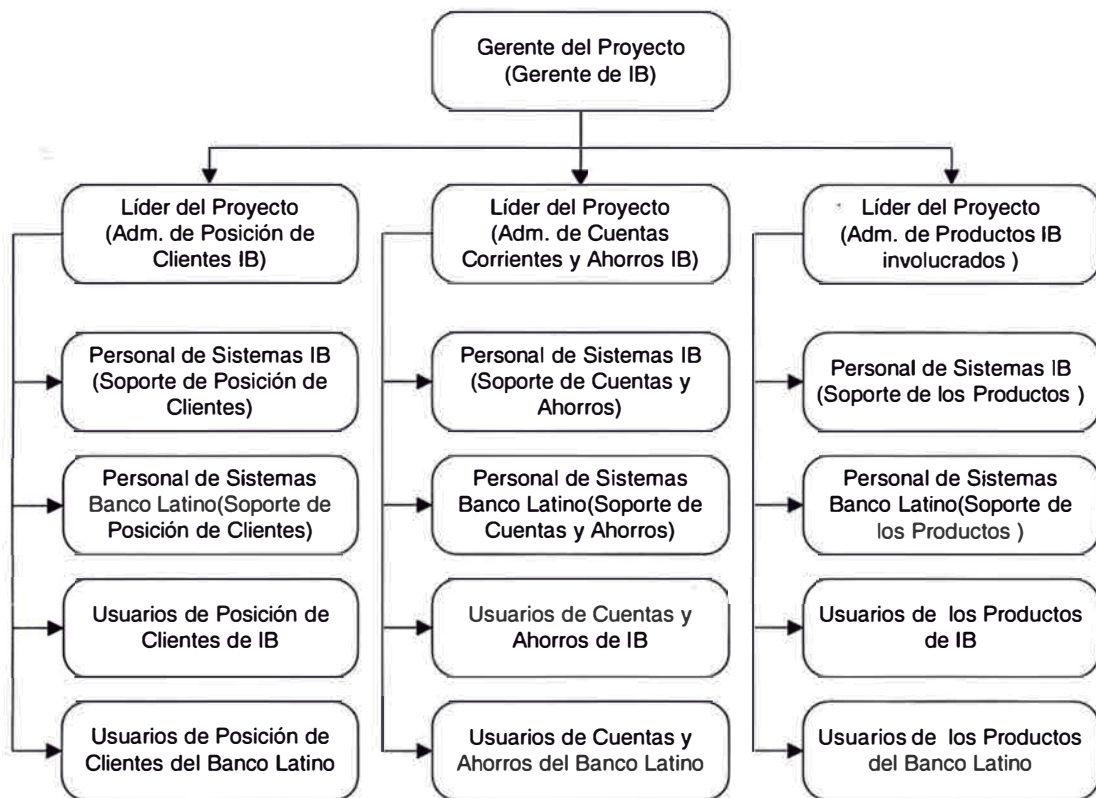 Gerente del Proyecto
(Gerente de IB)
Líder del Proyecto
(Adm. de Posición de
Clientes IB)
Personal de Sistemas IB
(Soporte de Posición de
Clientes)
Personal de Sistemas
Banco Latino(Soporte de
Posición de Clientes)
Usuarios de Posición de
Clientes de IB
Usuarios de Posición de
Clientes del Banco Latino
Líder del Proyecto
(Adm. de Cuentas
Corrientes y Ahorros IB)
Personal de Sistemas IB
(Soporte de Cuentas y
Ahorros)
Personal de Sistemas
Banco Latino(Soporte de
Cuentas y Ahorros)
Usuarios de Cuentas y
Ahorros de IB
Usuarios de Cuentas y
Ahorros del Banco Latino
Líder del Proyecto
(Adm. de Productos IB
involucrados )
Personal de Sistemas IB
(Soporte de los Productos )
Personal de Sistemas
Banco Latino(Soporte de
los Productos )
Usuarios de los Productos
de IB
Usuarios de los Productos
del Banco Latino